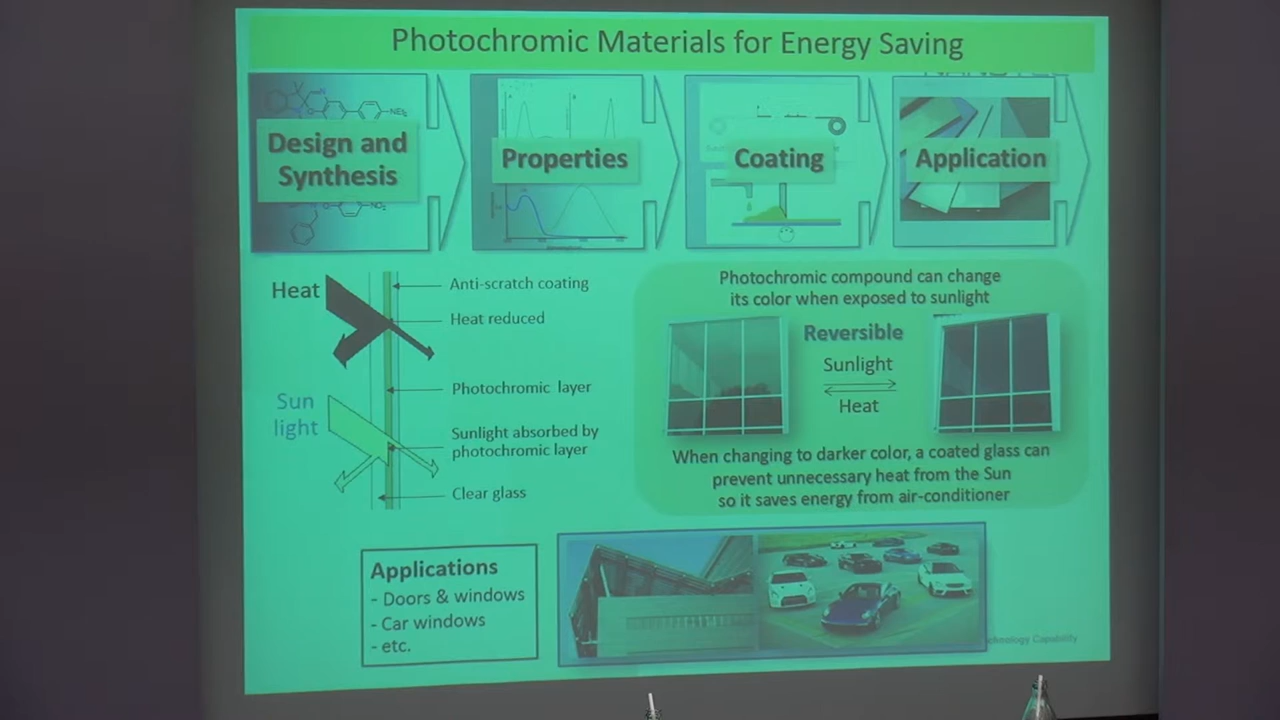 Photochromic Materials for Energy Saving
Design and
Synthesis
Properties
Coating
Application
Heat
Anti-scratch coating
Heat reduced
Photochromic layer
Sun
light
Sunlight absorbed by
photochromic layer
Clear glass
Photochromic compound can change
its color when exposed to sunlight
Reversible
Sunlight
Heat
When changing to darker color, a coated glass can
prevent unnecessary heat from the Sun
so it saves energy from air-conditioner
Applications
- Doors & windows
- Car windows
- etc.
Capability